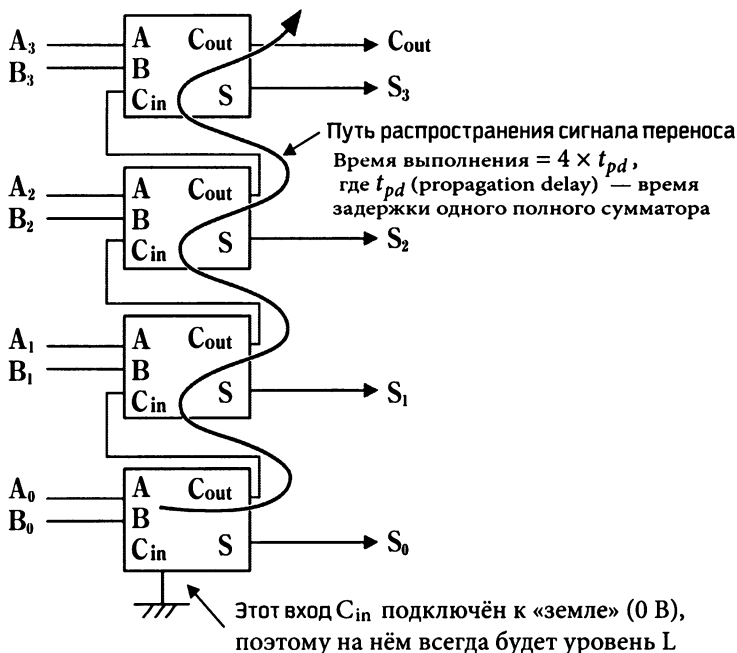 A₃ A Cout Cout
B₃ B
Cin S S₃
Путь распространения сигнала переноса
Время выполнения = 4 × tpd ,
где tpd (propagation delay) — время
задержки одного полного сумматора
A₂ A Cout
B₂ B
Cin S S₂
A₁ A Cout
B₁ B
Cin S S₁
A₀ A Cout
B₀ B
Cin S S₀
Этот вход Cin подключён к «земле» (0 В),
поэтому на нём всегда будет уровень L